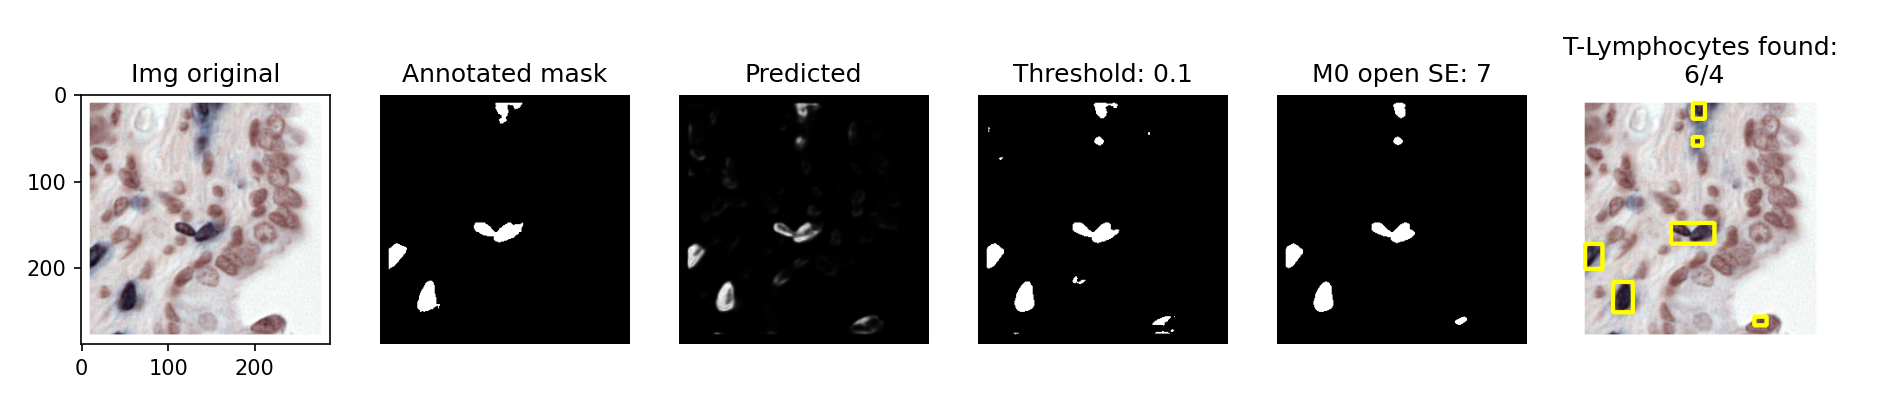 Img original
Annotated mask
Predicted
Threshold: 0.1
M0 open SE: 7
T-Lymphocytes found:
6/4
0
100
200
0
100
200